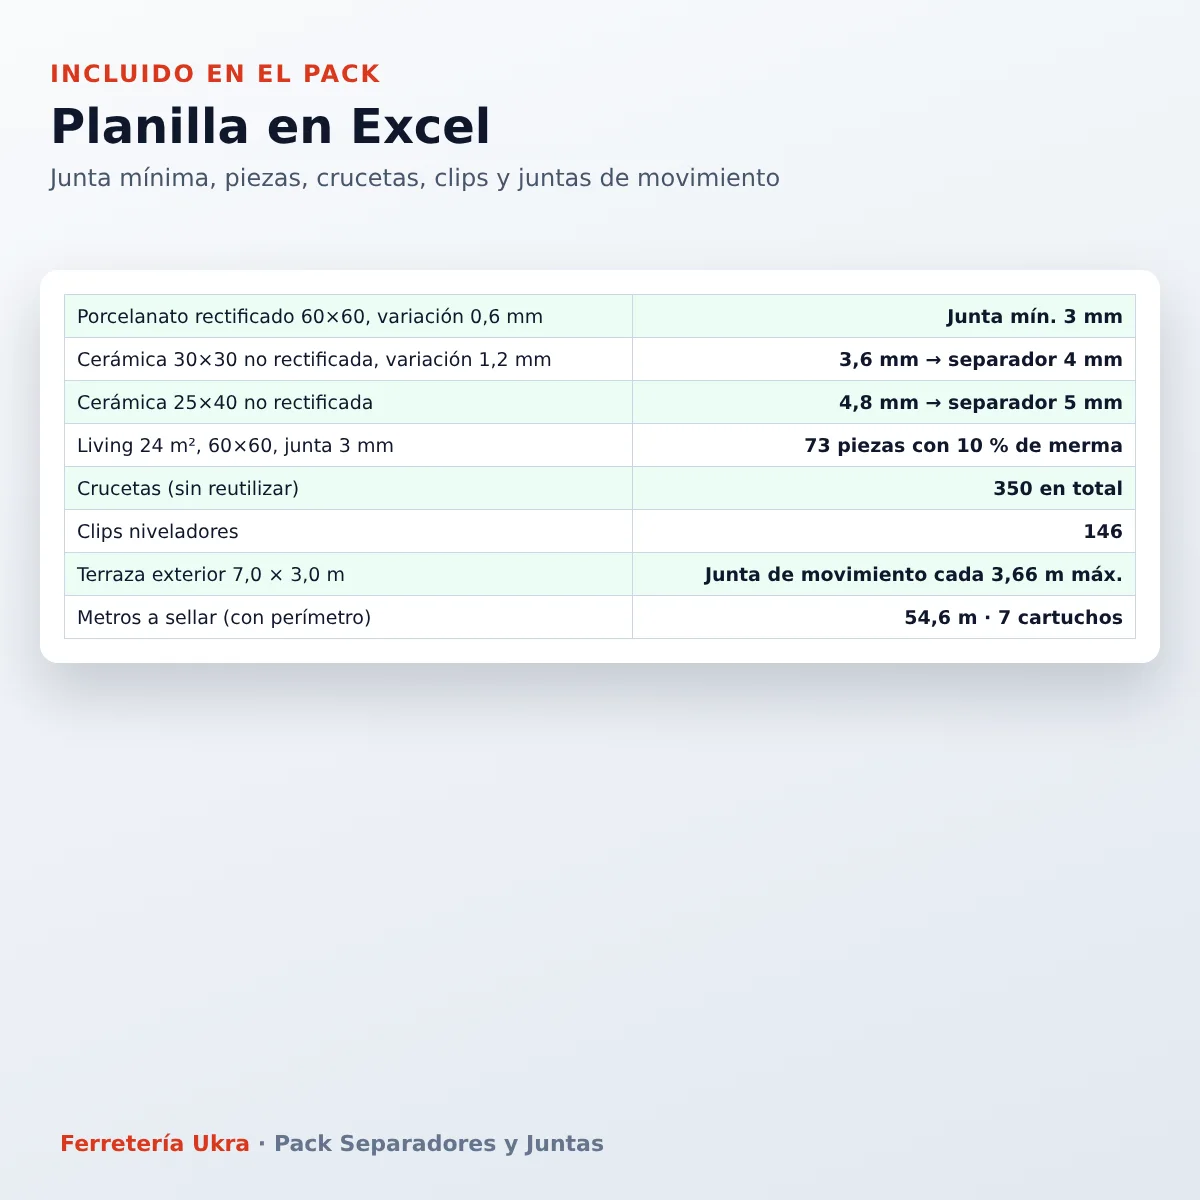 INCLUIDO EN EL PACK
Planilla en Excel
Junta mínima, piezas, crucetas, clips y juntas de movimiento
Porcelanato rectificado 60×60, variación 0,6 mm Junta mín. 3 mm
Cerámica 30×30 no rectificada, variación 1,2 mm 3,6 mm → separador 4 mm
Cerámica 25×40 no rectificada 4,8 mm → separador 5 mm
Living 24 m², 60×60, junta 3 mm 73 piezas con 10 % de merma
Crucetas (sin reutilizar) 350 en total
Clips niveladores 146
Terraza exterior 7,0 × 3,0 m Junta de movimiento cada 3,66 m máx.
Metros a sellar (con perímetro) 54,6 m · 7 cartuchos
Ferretería Ukra · Pack Separadores y Juntas